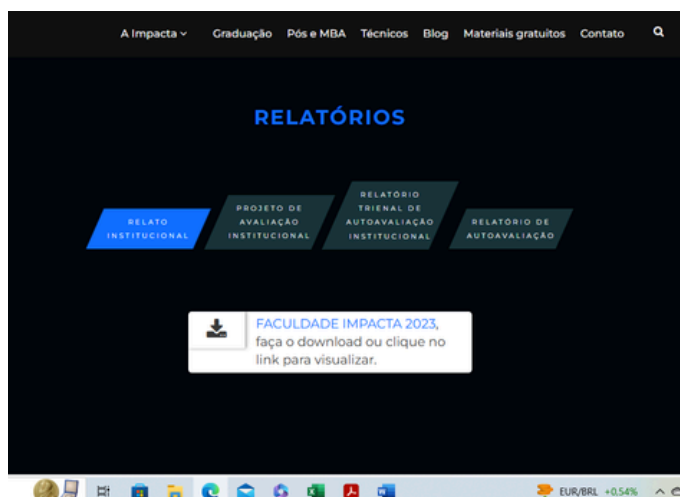 A Impacta Graduação Pós e MBA Técnicos Blog Materiais gratuitos Contato
RELATÓRIOS
RELATO
INSTITUCIONAL
PROJETO DE
AVALIAÇÃO
INSTITUCIONAL
RELATÓRIO
TRIENAL DE
AUTOAVALIAÇÃO
INSTITUCIONAL
RELATÓRIO DE
AUTOAVALIAÇÃO
FACULDADE IMPACTA 2023,
faça o download ou clique no
link para visualizar.
EUR/BRL +0,54%